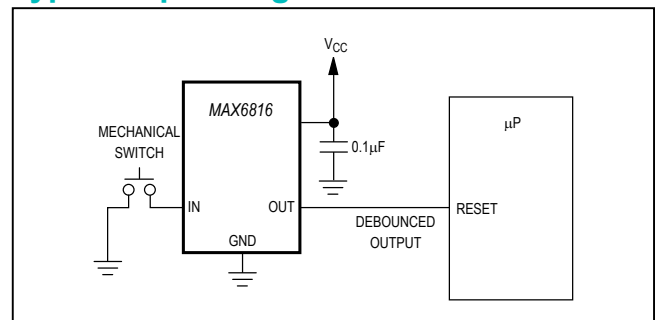 V_CC
MAX6816
µP
MECHANICAL
SWITCH
0.1µF
IN
OUT
RESET
DEBOUNCED
OUTPUT
GND